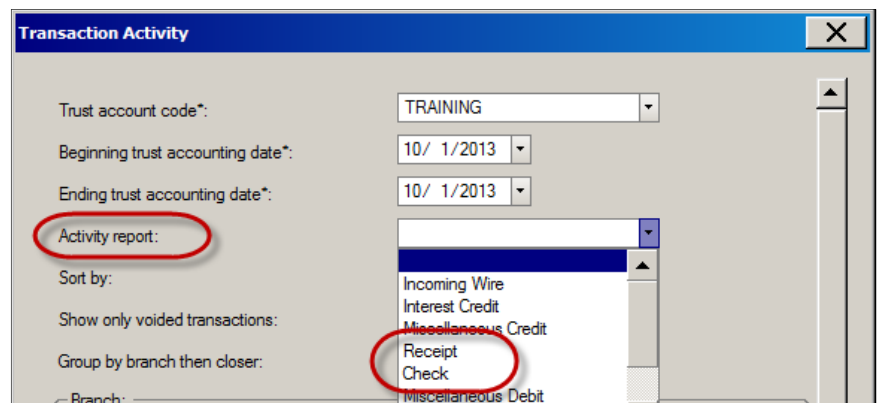 Transaction Activity
Trust account code*: TRAINING
Beginning trust accounting date*: 10/ 1/2013
Ending trust accounting date*: 10/ 1/2013
Activity report:
Sort by:
Incoming Wire
Interest Credit
Show only voided transactions:
Miscellaneous Credit
Receipt
Group by branch then closer:
Check
Branch:
Miscellaneous Debit